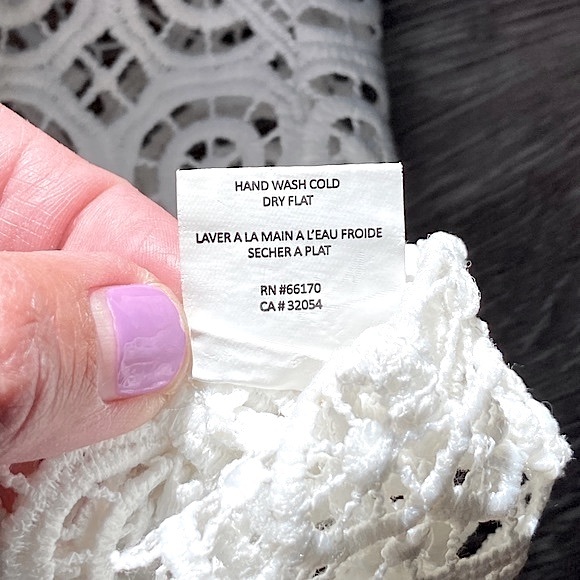 HAND WASH COLD
DRY FLAT
LAVER A LA MAIN A L'EAU FROIDE
SECHER A PLAT
RN #66170
CA # 32054